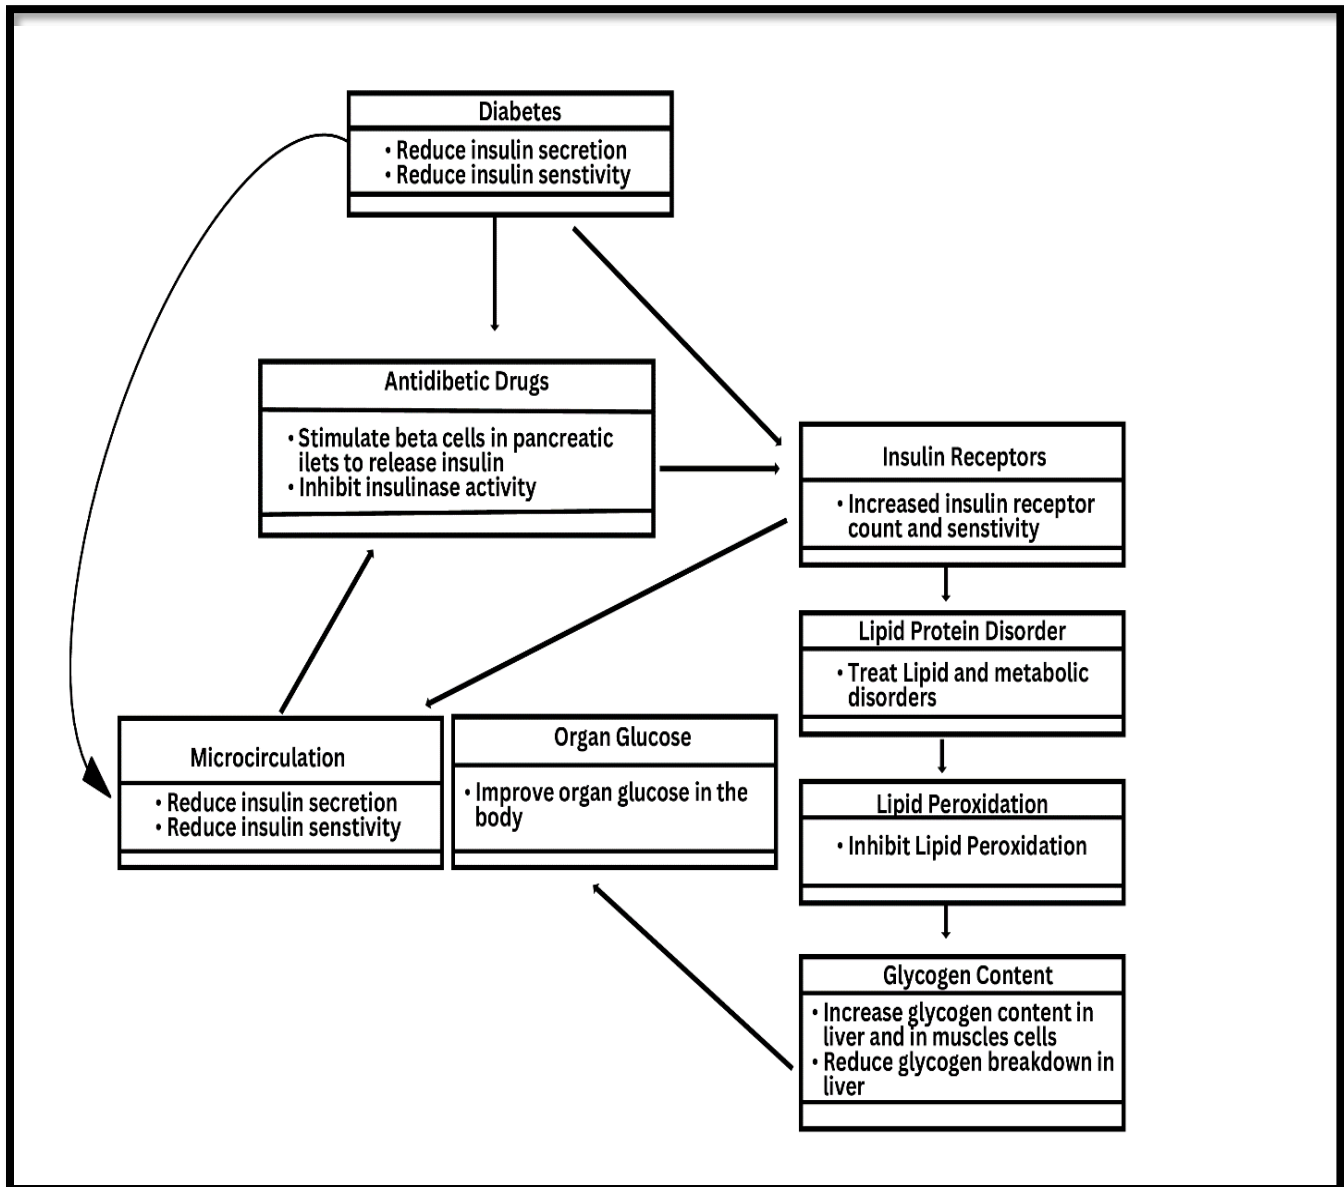 Diabetes
• Reduce insulin secretion
• Reduce insulin senstivity
Antidibetic Drugs
• Stimulate beta cells in pancreatic
ilets to release insulin
• Inhibit insulinase activity
Insulin Receptors
• Increased insulin receptor
count and senstivity
Lipid Protein Disorder
• Treat Lipid and metabolic
disorders
Microcirculation
• Reduce insulin secretion
• Reduce insulin senstivity
Organ Glucose
• Improve organ glucose in the
body
Lipid Peroxidation
• Inhibit Lipid Peroxidation
Glycogen Content
• Increase glycogen content in
liver and in muscles cells
• Reduce glycogen breakdown in
liver